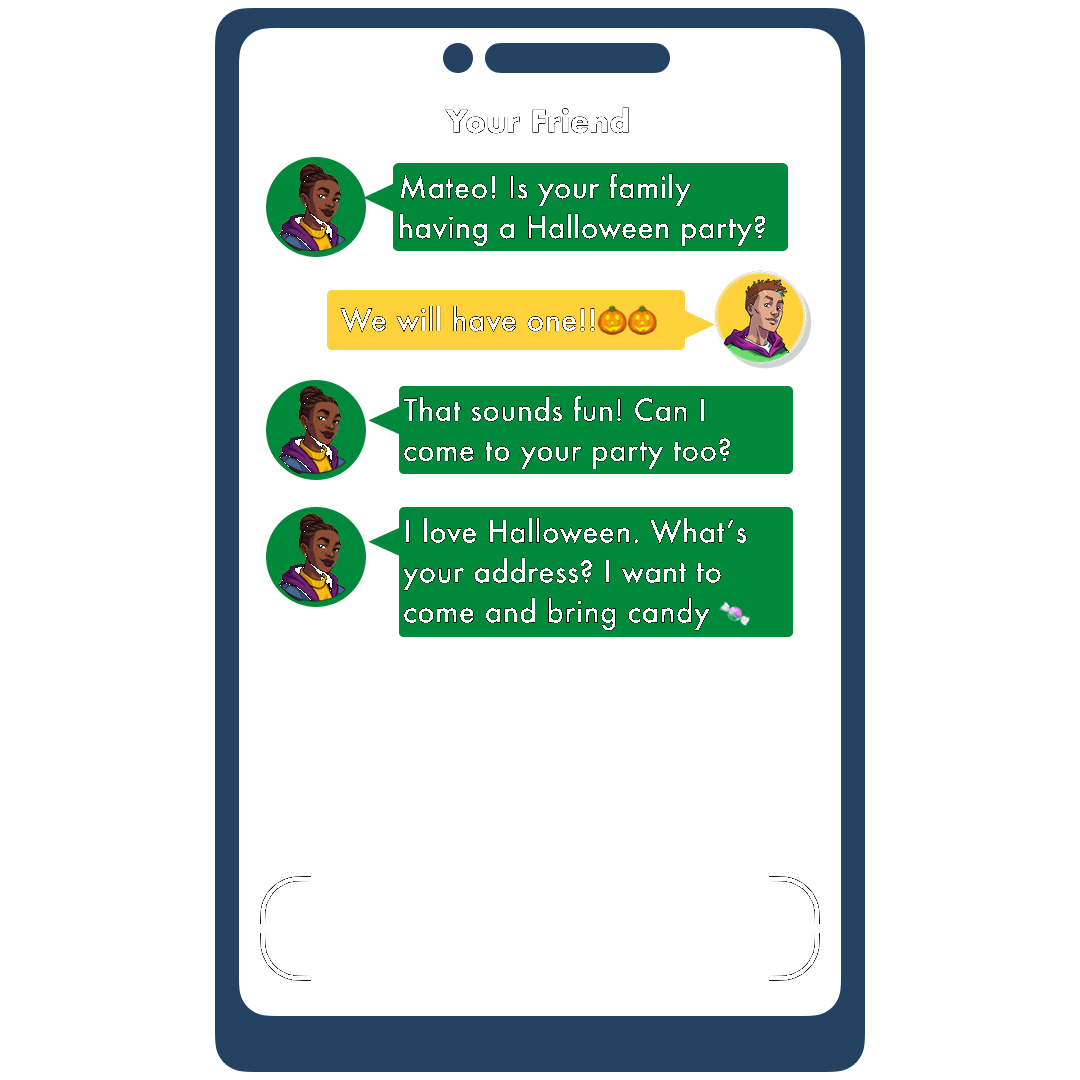 Your Friend
Mateo! Is your family
having a Halloween party?
We will have one!!🎃🎃
That sounds fun! Can I
come to your party too?
I love Halloween. What’s
your address? I want to
come and bring candy 🍬